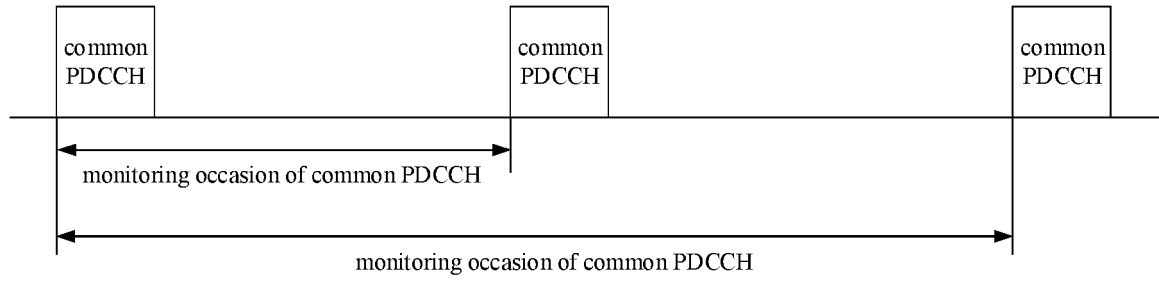 common
PDCCH
common
PDCCH
common
PDCCH
monitoring occasion of common PDCCH
monitoring occasion of common PDCCH